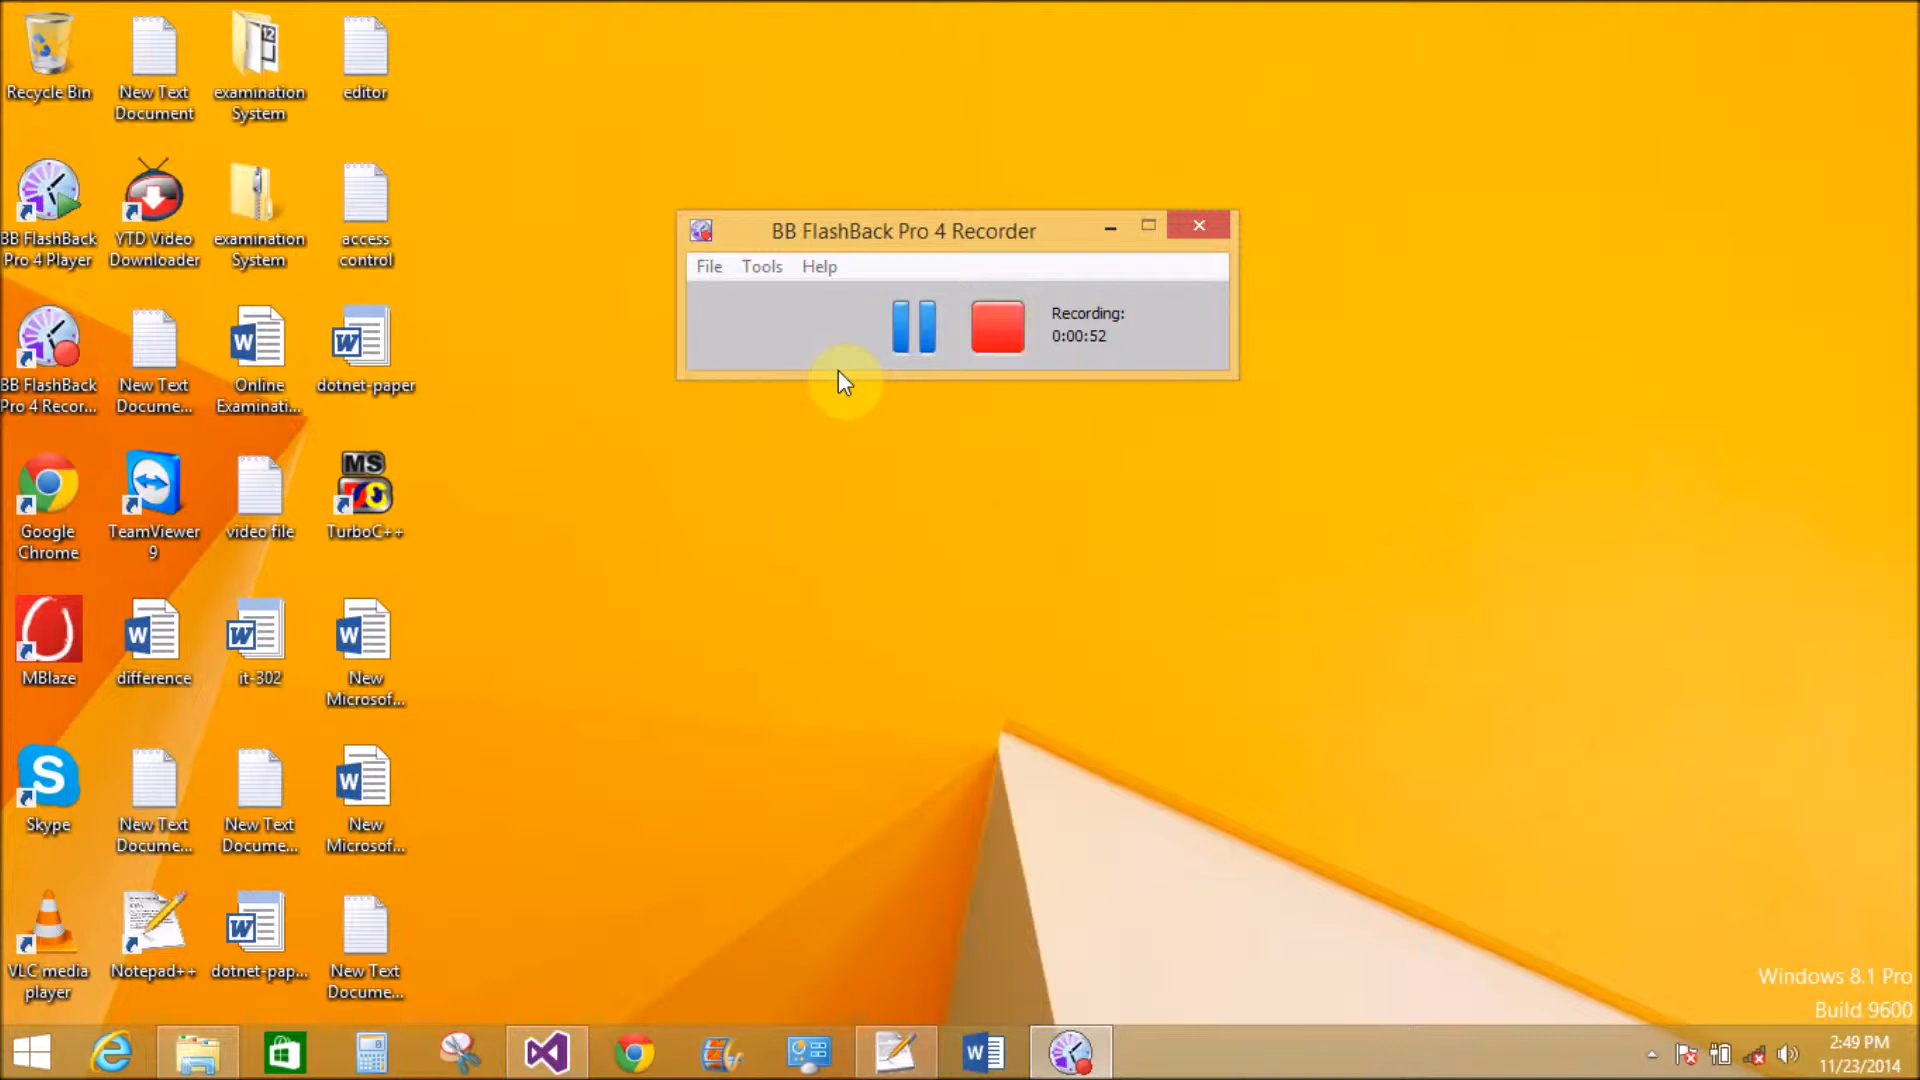 Recycle Bin
New Text
Document
examination
System
editor
BB FlashBack
Pro 4 Player
YTD Video
Downloader
examination
System
access
control
BB FlashBack
Pro 4 Recor...
New Text
Docume...
Online
Examinati...
dotnet-paper
Google
Chrome
TeamViewer
9
video file
MS
TurboC++
MBlaze
difference
it-302
New
Microsof...
Skype
New Text
Docume...
New Text
Docume...
New
Microsof...
VLC media
player
Notepad++
dotnet-pap...
New Text
Docume...
BB FlashBack Pro 4 Recorder
File Tools Help
Recording:
0:00:52
Windows 8.1 Pro
Build 9600
2:49 PM
11/23/2014